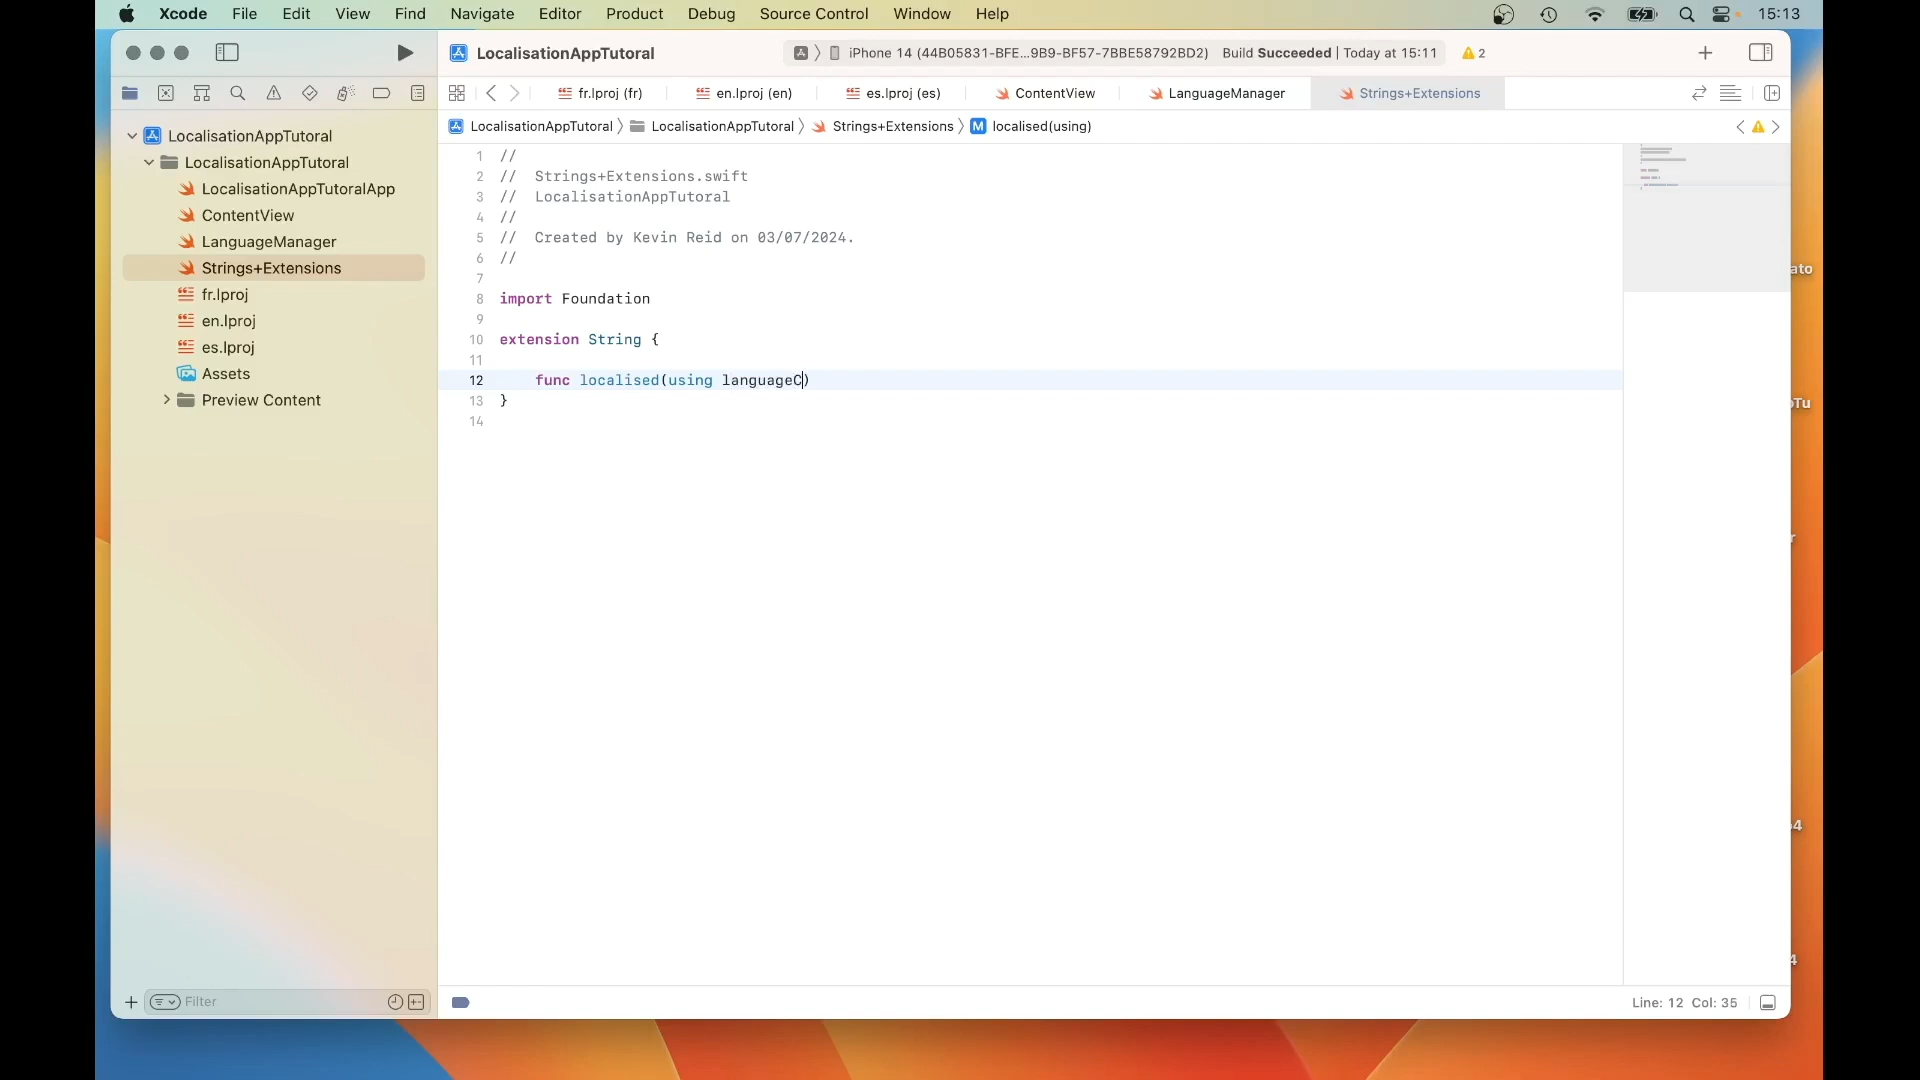 Xcode File Edit View Find Navigate Editor Product Debug Source Control Window Help 15:13
LocalisationAppTutoral iPhone 14 (44B05831-BFE...9B9-BF57-7BBE58792BD2) Build Succeeded | Today at 15:11 2
fr.lproj (fr) en.lproj (en) es.lproj (es) ContentView LanguageManager Strings+Extensions
LocalisationAppTutoral LocalisationAppTutoral Strings+Extensions M localised(using)
LocalisationAppTutoral
LocalisationAppTutoral
LocalisationAppTutoralApp
ContentView
LanguageManager
Strings+Extensions
fr.lproj
en.lproj
es.lproj
Assets
Preview Content
Filter
1 //
2 // Strings+Extensions.swift
3 // LocalisationAppTutoral
4 //
5 // Created by Kevin Reid on 03/07/2024.
6 //
7
8 import Foundation
9
10 extension String {
11
12 func localised(using languageC)
13 }
14
Line: 12 Col: 35